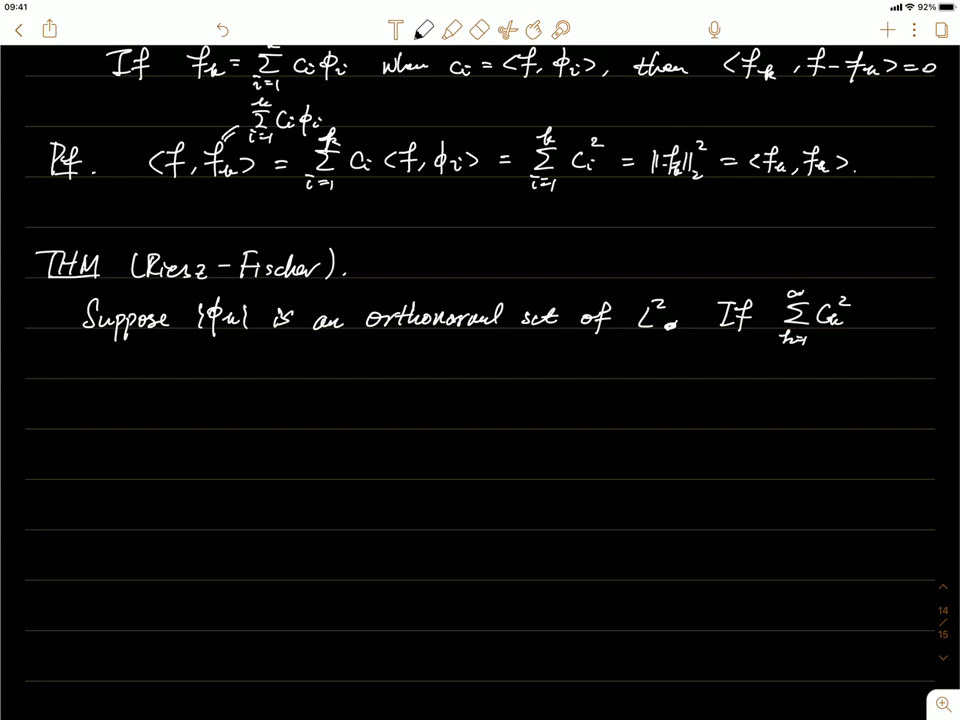 09:41
92%
If f_k = Σ_{i=1}^{k} c_i φ_i when c_i = <f, φ_i>, then <f_k, f - f_k> = 0
Σ_{i=1}^{k} c_i φ_i
Pf. <f, f_k> = Σ_{i=1}^{k} c_i <f, φ_i> = Σ_{i=1}^{k} c_i^2 = ||f_k||_2^2 = <f_k, f_k>.
THM (Riesz - Fischer).
Suppose {φ_k} is an orthonormal set of L^2. If Σ_{k=1}^{∞} C_k^2
14
/
15